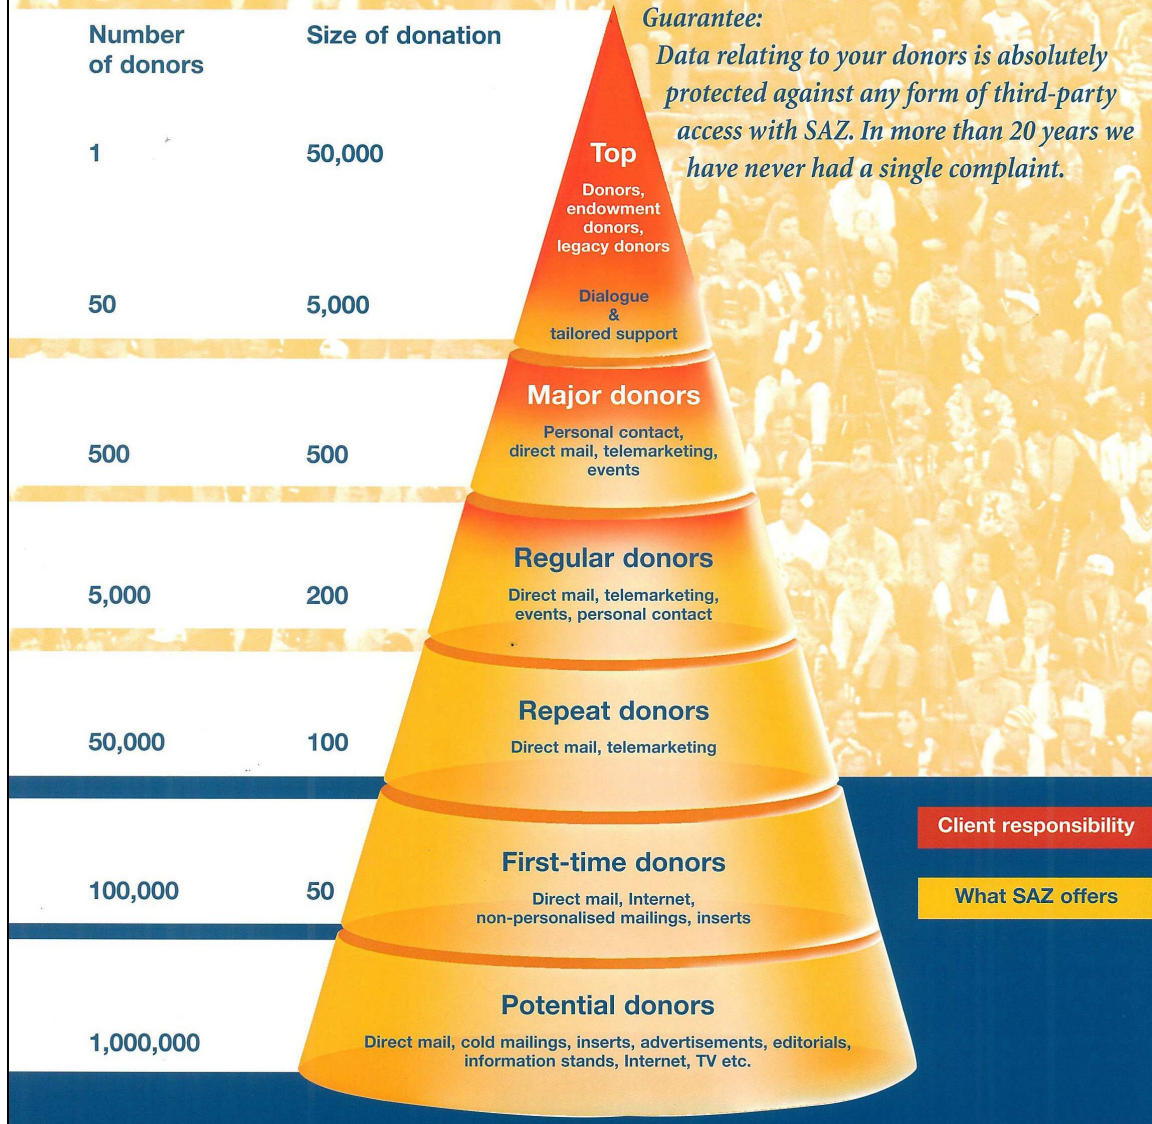 Number
of donors
Size of donation
Guarantee:
Data relating to your donors is absolutely
protected against any form of third-party
access with SAZ. In more than 20 years we
have never had a single complaint.
1
50,000
Top
Donors,
endowment
donors,
legacy donors
50
5,000
Dialogue
&
tailored support
Major donors
500
500
Personal contact,
direct mail, telemarketing,
events
Regular donors
5,000
200
Direct mail, telemarketing,
events, personal contact
Repeat donors
50,000
100
Direct mail, telemarketing
Client responsibility
First-time donors
100,000
50
Direct mail, Internet,
non-personalised mailings, inserts
What SAZ offers
Potential donors
1,000,000
Direct mail, cold mailings, inserts, advertisements, editorials,
information stands, Internet, TV etc.